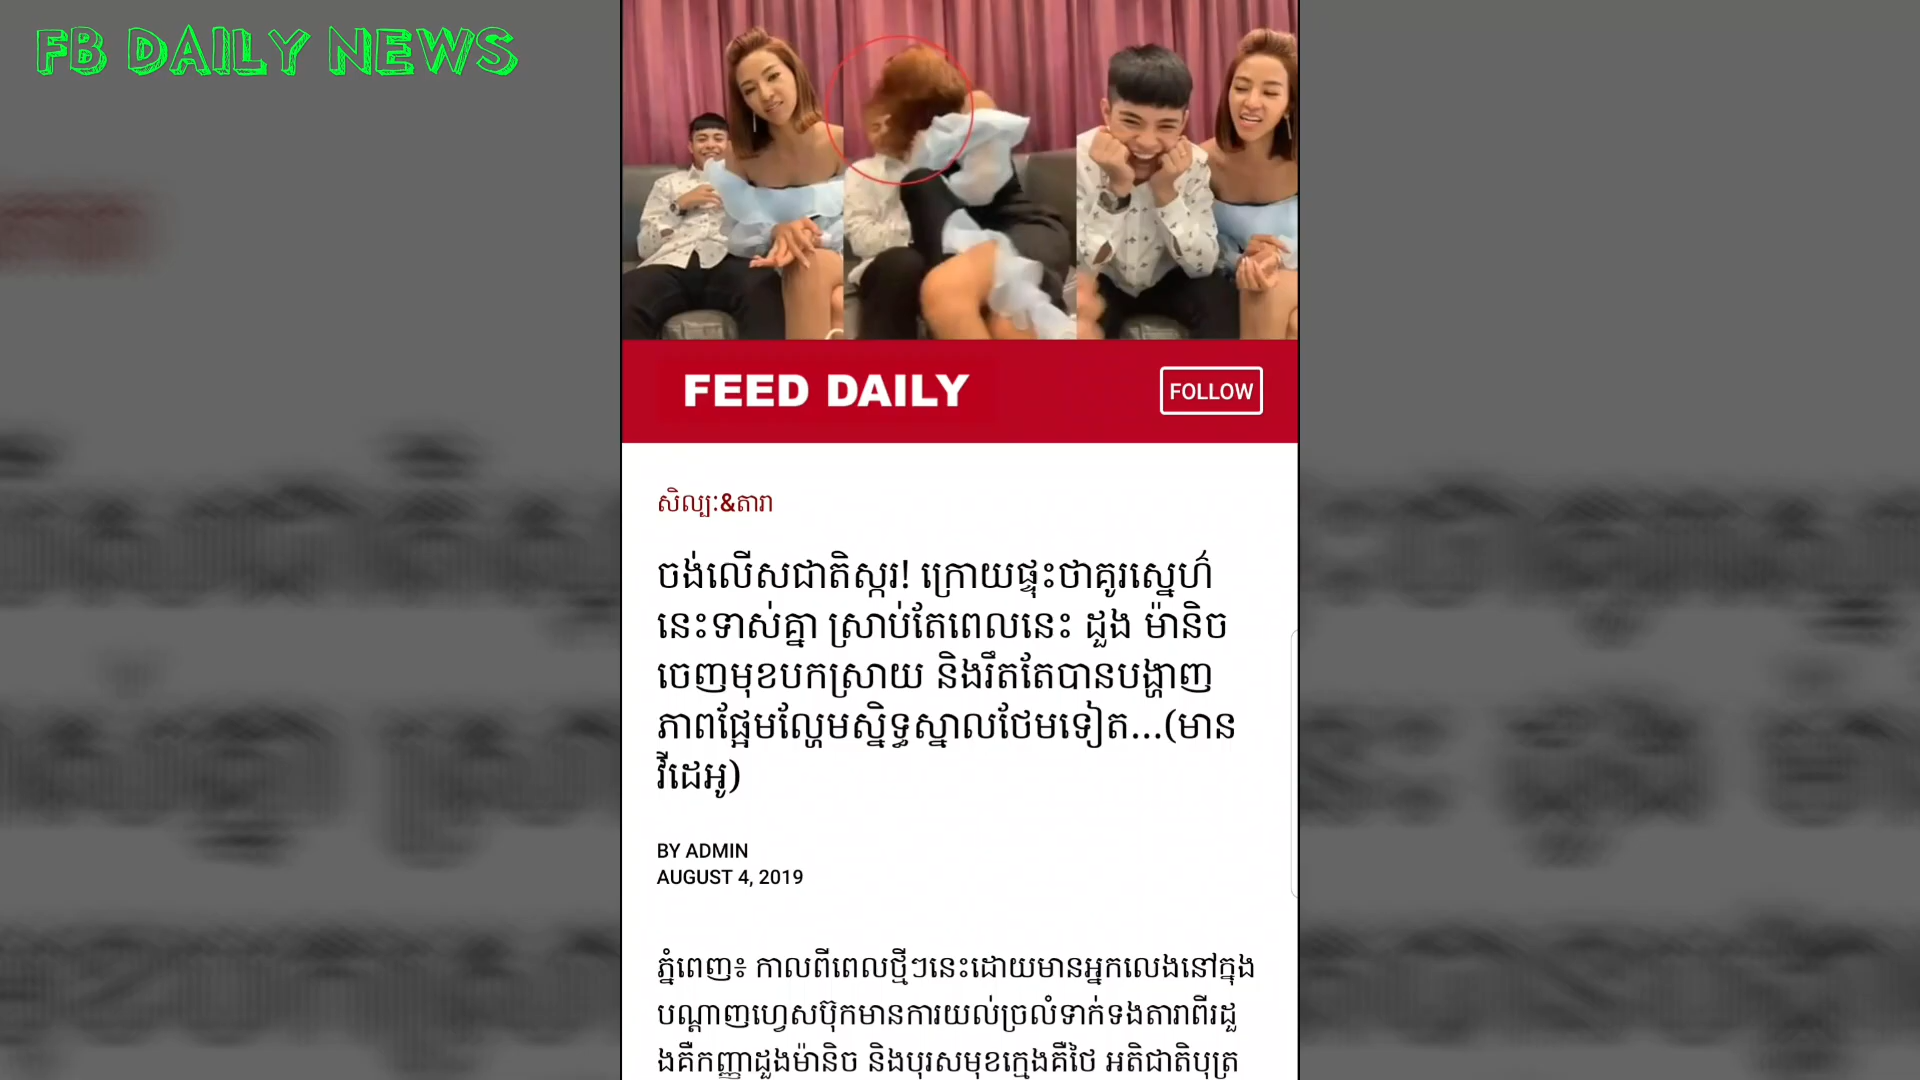 FB DAILY NEWS
FEED DAILY
FOLLOW
សិល្បៈ&តារា
ចង់លើសជាតិស្ករ! ក្រោយផ្ទុះថាគូរស្នេហ៍
នេះទាស់គ្នា ស្រាប់តែពេលនេះ ដួង ម៉ានិច
ចេញមុខបកស្រាយ និងរឹតតែបានបង្ហាញ
ភាពផ្អែមល្ហែមស្និទ្ធស្នាលថែមទៀត...(មាន
វីដេអូ)
BY ADMIN
AUGUST 4, 2019
ភ្នំពេញ៖ កាលពីពេលថ្មីៗនេះដោយមានអ្នកលេងនៅក្នុង
បណ្តាញហ្វេសប៊ុកមានការយល់ច្រលំទាក់ទងតារាពីរដួ
ងគឺកញ្ញាដួងម៉ានិច និងបុរសមុខក្មេងគឺថៃ អតិជាតិបុត្រ